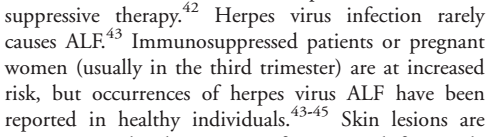 suppressive therapy.42 Herpes virus infection rarely
causes ALF.43 Immunosuppressed patients or pregnant
women (usually in the third trimester) are at increased
risk, but occurrences of herpes virus ALF have been
reported in healthy individuals.43-45 Skin lesions are